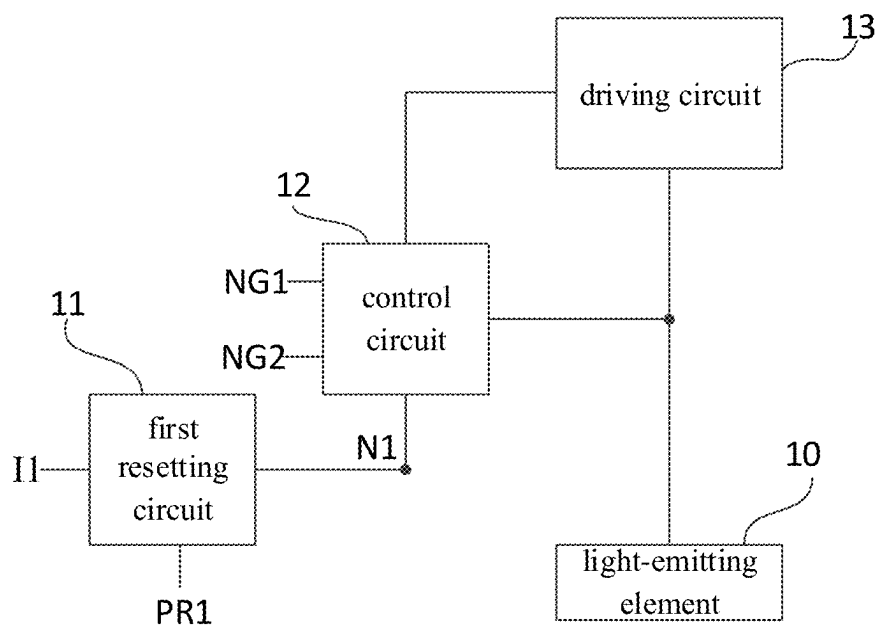 13
driving circuit
12
NG1
control
circuit
NG2
11
first
resetting
circuit
I1
N1
PR1
10
light-emitting
element